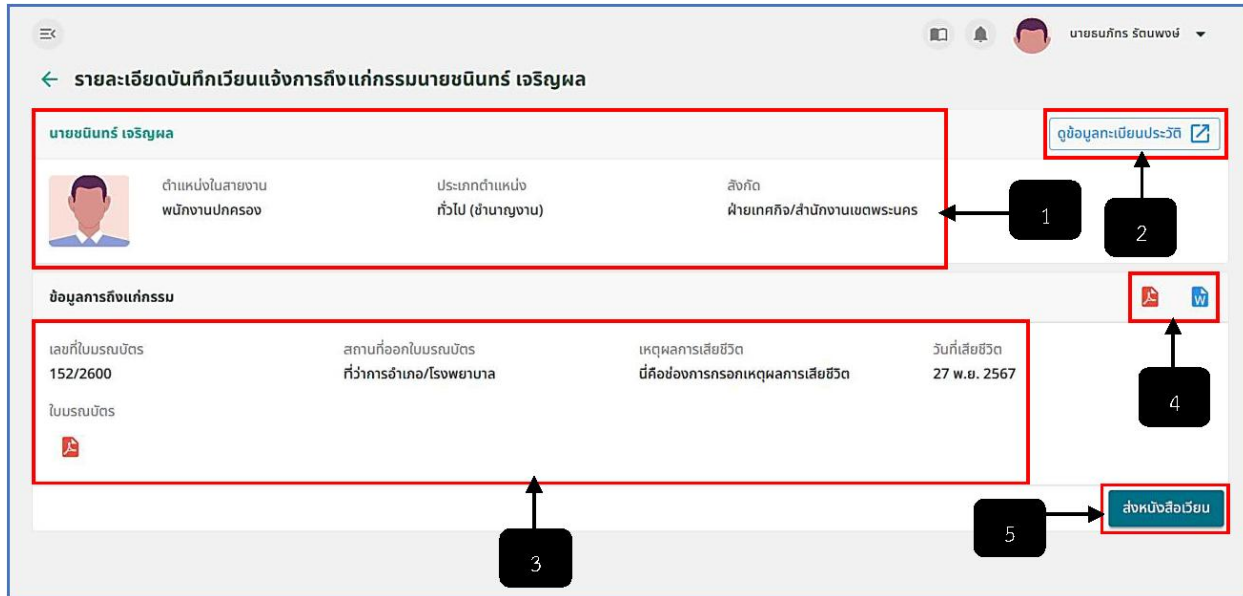 นายธนภัทร รัตนพงษ์
รายละเอียดบันทึกเวียนแจ้งการถึงแก่กรรมนายชนินทร์ เจริญผล
นายชนินทร์ เจริญผล
ดูข้อมูลทะเบียนประวัติ
ตำแหน่งในสายงาน ประเภทตำแหน่ง สังกัด
พนักงานปกครอง ทั่วไป (ชำนาญงาน) ฝ่ายเทศกิจ/สำนักงานเขตพระนคร
1
2
ข้อมูลการถึงแก่กรรม
W
เลขที่ใบมรณบัตร สถานที่ออกใบมรณบัตร เหตุผลการเสียชีวิต วันที่เสียชีวิต
152/2600 ที่ว่าการอำเภอ/โรงพยาบาล นี่คือช่องการกรอกเหตุผลการเสียชีวิต 27 พ.ย. 2567
4
ใบมรณบัตร
ส่งหนังสือเวียน
5
3